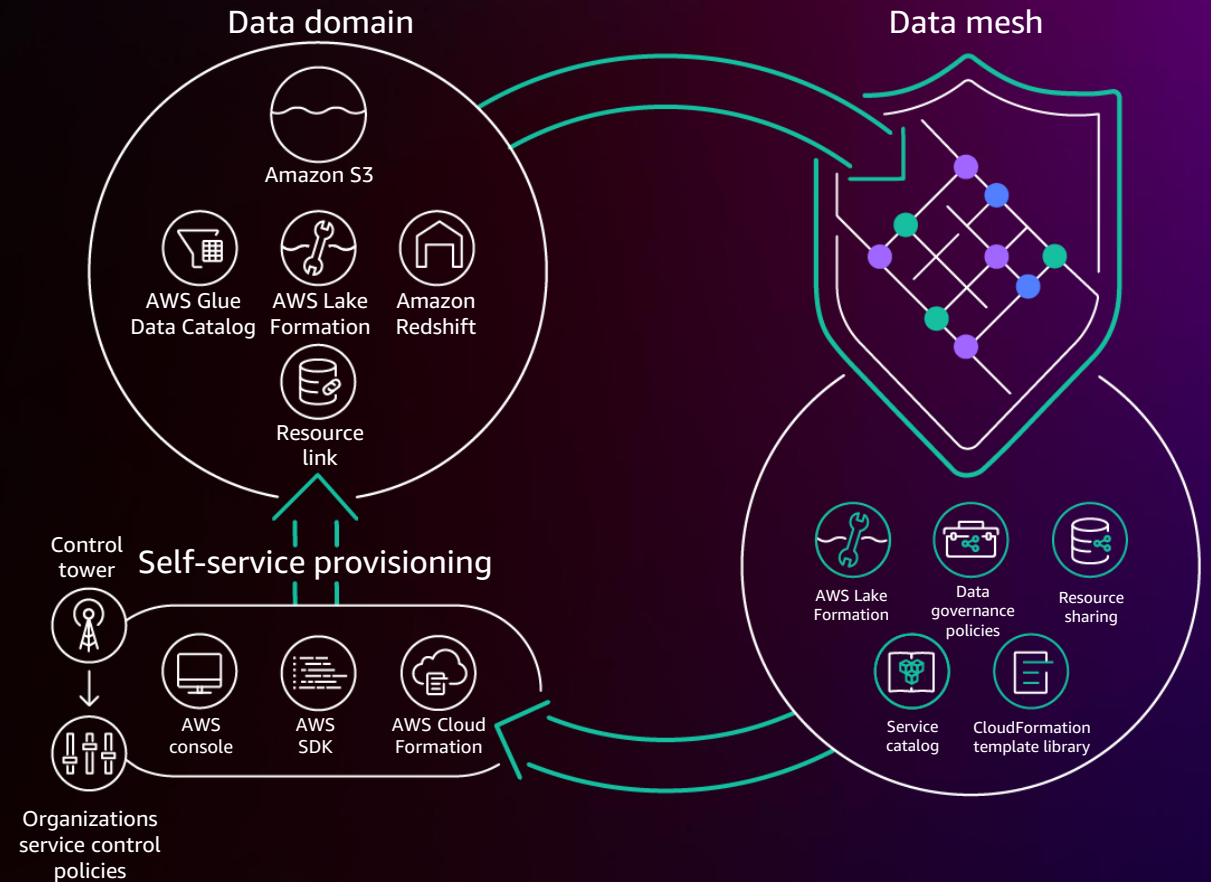 Data domain
Data mesh
Amazon S3
AWS Glue
Data Catalog
AWS Lake
Formation
Amazon
Redshift
Resource
link
Control
tower
Self-service provisioning
AWS
console
AWS
SDK
AWS Cloud
Formation
Organizations
service control
policies
AWS Lake
Formation
Data
governance
policies
Resource
sharing
Service
catalog
CloudFormation
template library